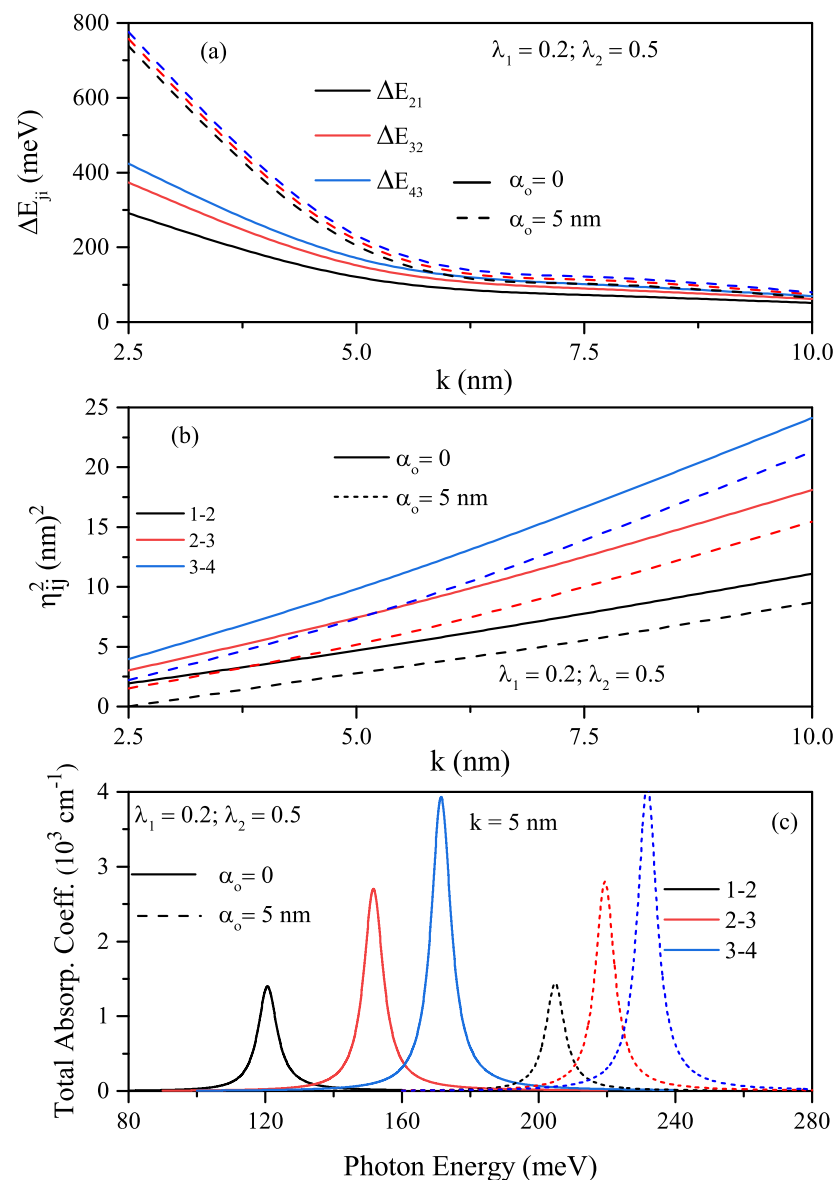 (a)
λ₁ = 0.2; λ₂ = 0.5
ΔE₂₁
ΔE₃₂
ΔE₄₃
αₒ= 0
αₒ= 5 nm
800
600
400
200
0
ΔE_ji (meV)
2.5
5.0
7.5
10.0
k (nm)
(b)
αₒ= 0
αₒ= 5 nm
1-2
2-3
3-4
λ₁ = 0.2; λ₂ = 0.5
25
20
15
10
5
0
η²_ij (nm)²
2.5
5.0
7.5
10.0
k (nm)
λ₁ = 0.2; λ₂ = 0.5
k = 5 nm
(c)
αₒ= 0
αₒ= 5 nm
1-2
2-3
3-4
4
3
2
1
0
Total Absorp. Coeff. (10³ cm⁻¹)
80
120
160
200
240
280
Photon Energy (meV)